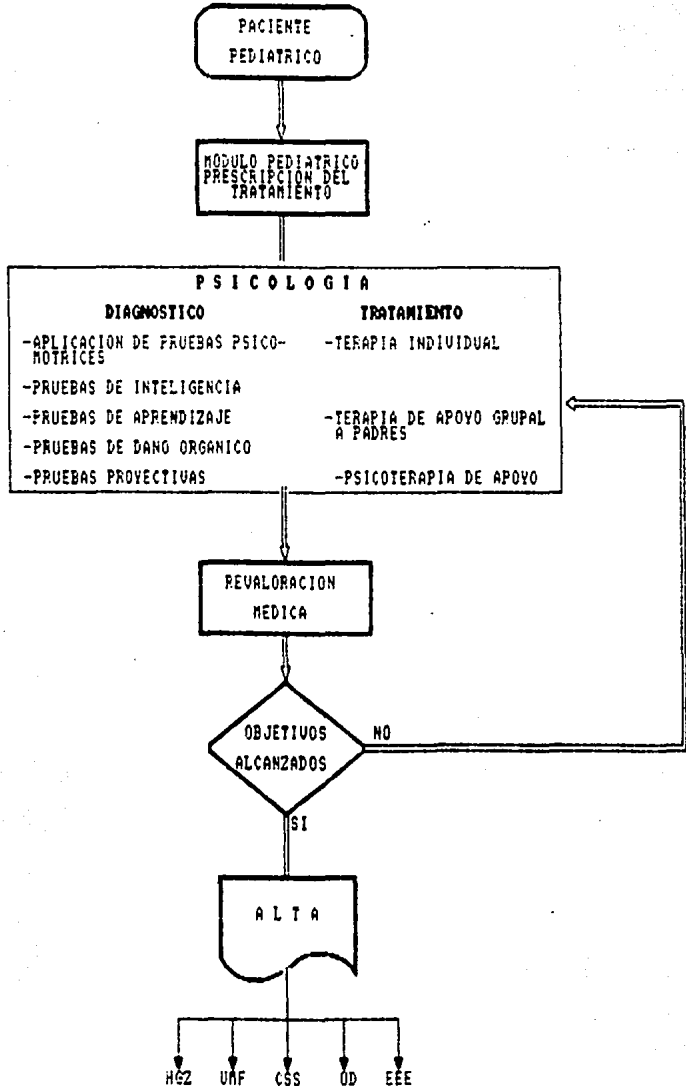 PACIENTE
PEDIATRICO
MODULO PEDIATRICO
PRESCRIPCION DEL
TRATAMIENTO
PSICOLOGIA
DIAGNOSTICO
-APLICACION DE PRUEBAS PSICO-
MOTRICES
-PRUEBAS DE INTELIGENCIA
-PRUEBAS DE APRENDIZAJE
-PRUEBAS DE DANO ORGANICO
-PRUEBAS PROYECTIVAS
TRATAMIENTO
-TERAPIA INDIVIDUAL
-TERAPIA DE APOYO GRUPAL
A PADRES
-PSICOTERAPIA DE APOYO
REVALORACION
MEDICA
OBJETIVOS
ALCANZADOS
NO
SI
ALTA
HGZ UMF CSS OD EEE